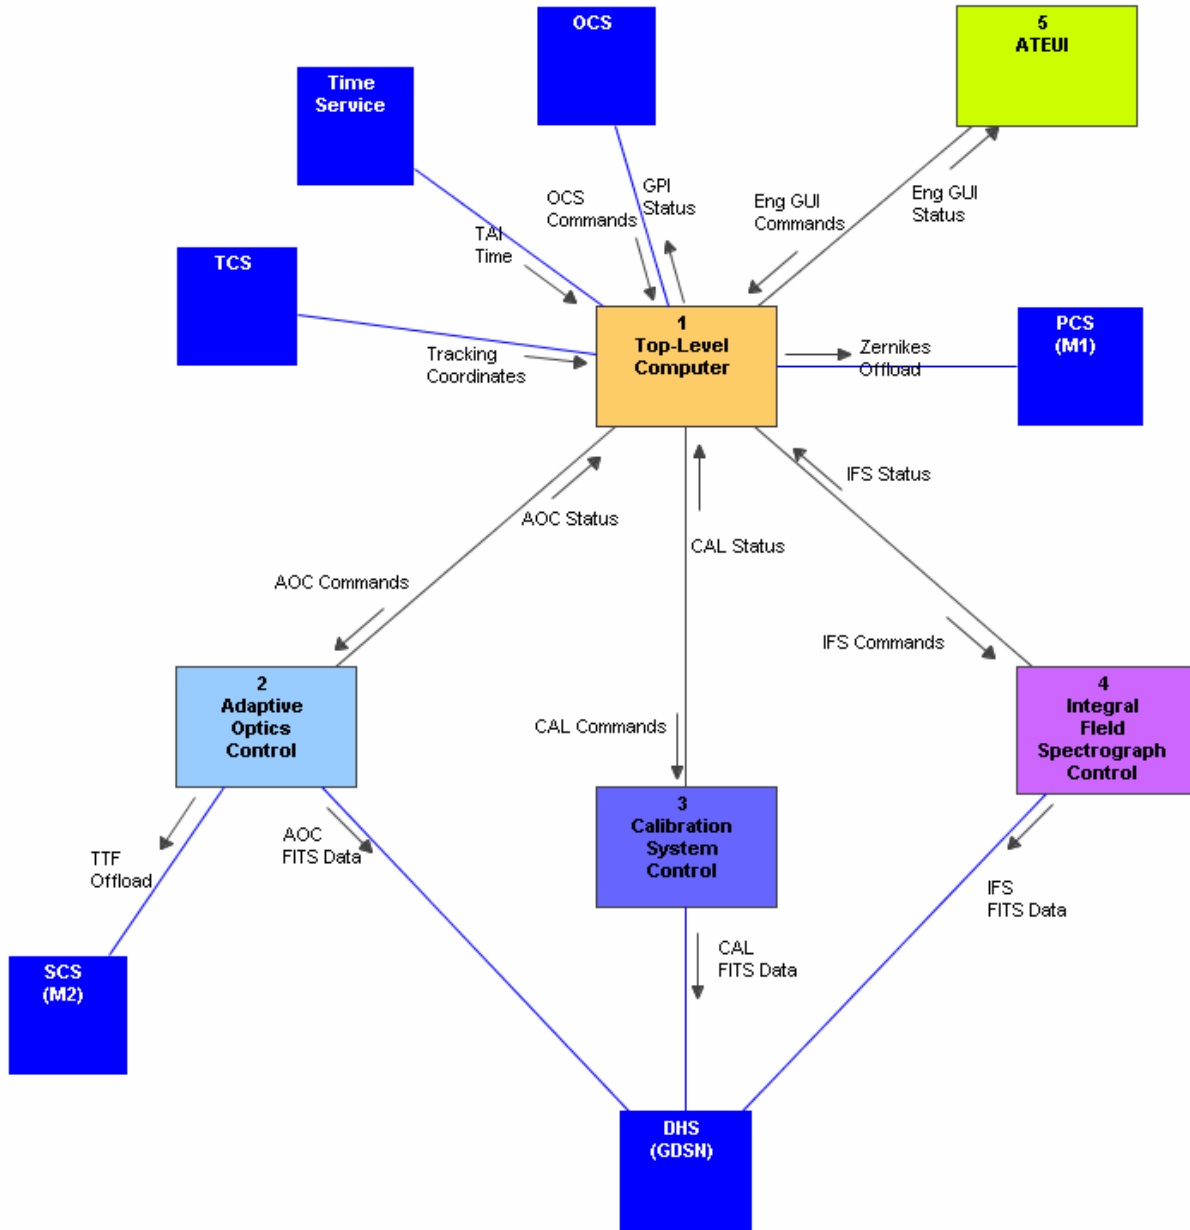 OCS
5
ATEUI
Time
Service
GPI
Status
OCS
Commands
Eng GUI
Commands
Eng GUI
Status
TAI
Time
TCS
1
Top-Level
Computer
PCS
(M1)
Zernikes
Offload
Tracking
Coordinates
IFS Status
AOC Status
CAL Status
AOC Commands
IFS Commands
2
Adaptive
Optics
Control
4
Integral
Field
Spectrograph
Control
CAL Commands
3
Calibration
System
Control
AOC
FITS Data
TTF
Offload
IFS
FITS Data
CAL
FITS Data
SCS
(M2)
DHS
(GDSN)